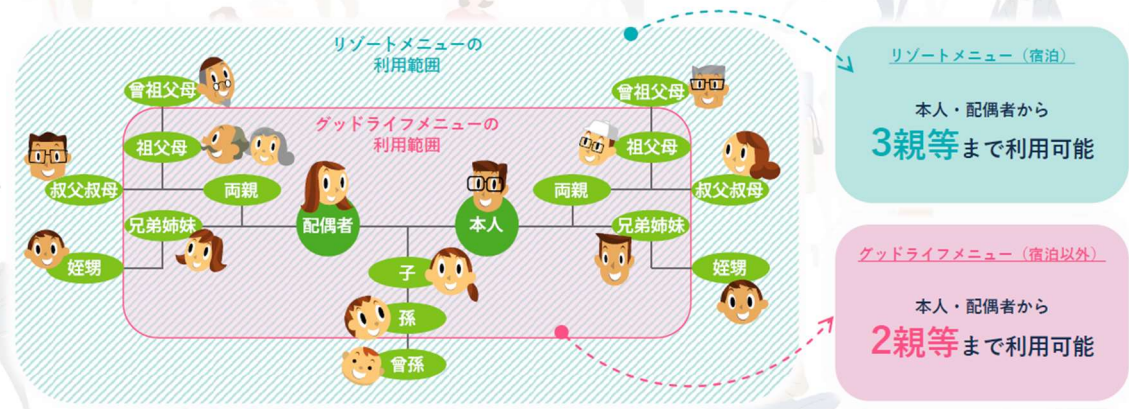 リゾートメニューの
利用範囲
グッドライフメニューの
利用範囲
曾祖父母
祖父母
叔父叔母
両親
兄弟姉妹
姪甥
配偶者
本人
子
孫
曾孫
曾祖父母
祖父母
両親
叔父叔母
兄弟姉妹
姪甥
リゾートメニュー（宿泊）
本人・配偶者から
3親等まで利用可能
グッドライフメニュー（宿泊以外）
本人・配偶者から
2親等まで利用可能